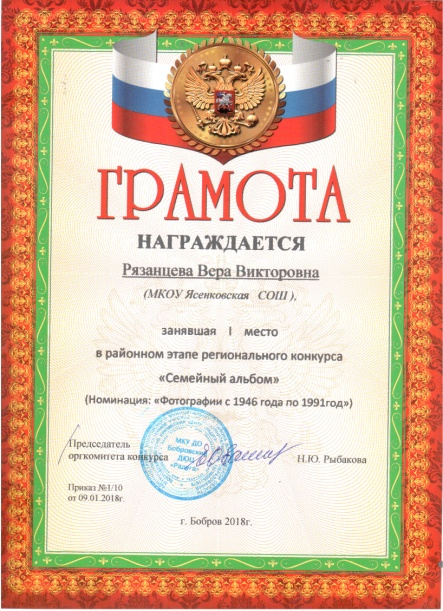 ГРАМОТА
НАГРАЖДАЕТСЯ
Рязанцева Вера Викторовна
(МКОУ Ясенковская СОШ ),
занявшая I место
в районном этапе регионального конкурса
«Семейный альбом»
(Номинация: «Фотографии с 1946 года по 1991год»)
Председатель
оргкомитета конкурса
Н.Ю. Рыбакова
МКУ ДО
Бобровский
ДЮЦ
«Радуга»
Приказ №1/10
от 09.01.2018г.
г. Бобров 2018г.